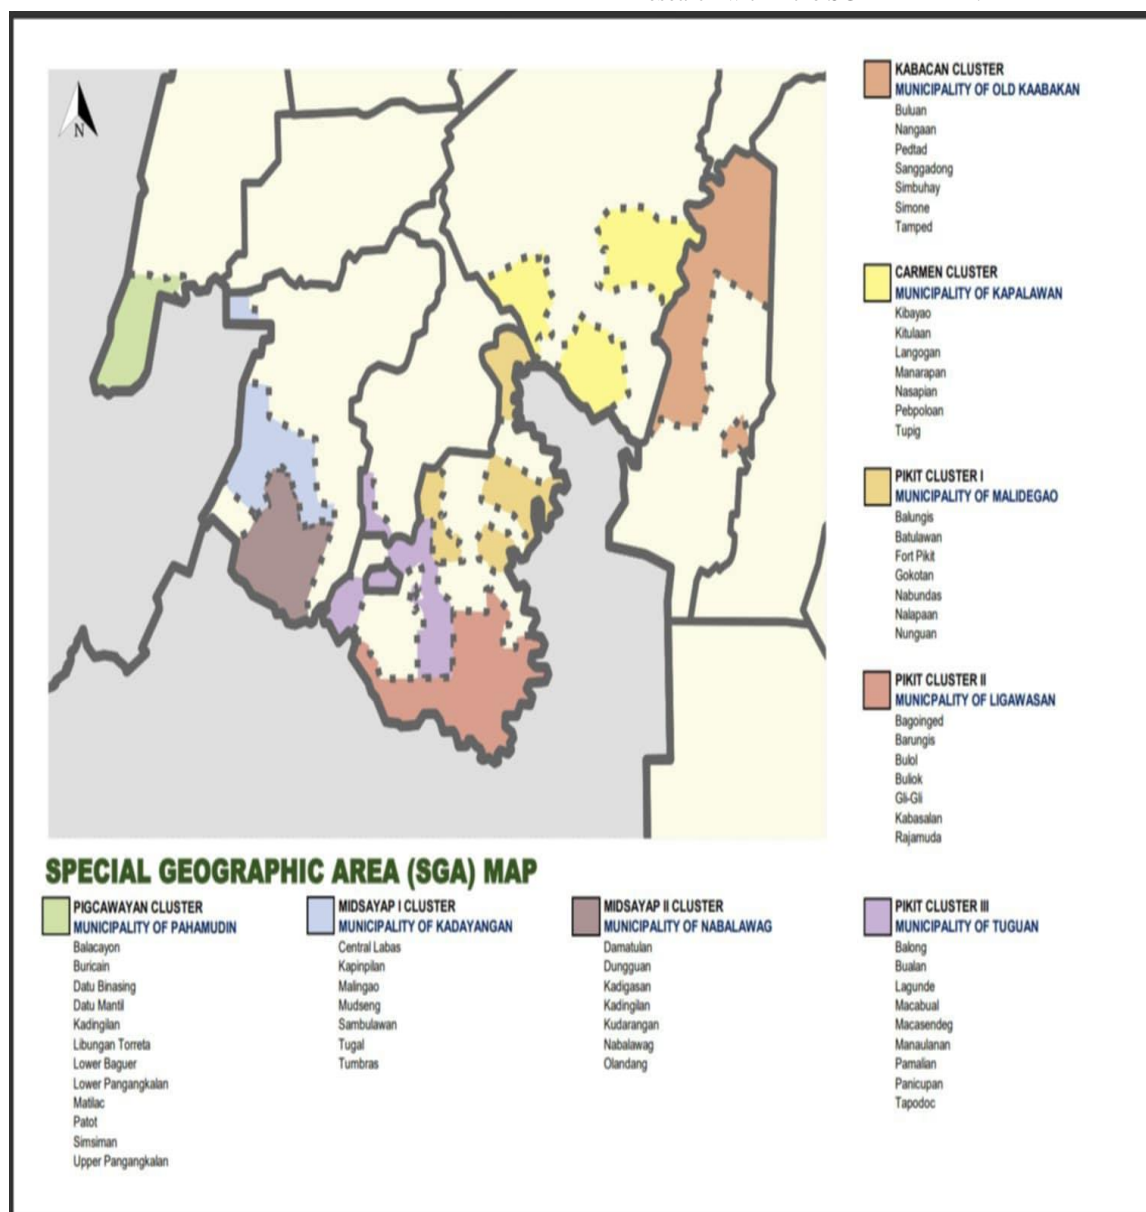 N
KABACAN CLUSTER
MUNICIPALITY OF OLD KAABAKAN
Buluan
Nangaan
Pedtad
Sanggadong
Simbuhay
Simone
Tamped
CARMEN CLUSTER
MUNICIPALITY OF KAPALAWAN
Kibayao
Kitulaan
Langogan
Manarapan
Nasapian
Pebpoloan
Tupig
PIKIT CLUSTER I
MUNICIPALITY OF MALIDEGAO
Balungis
Batulawan
Fort Pikit
Gokotan
Nabundas
Nalapaan
Nunguan
PIKIT CLUSTER II
MUNICPALITY OF LIGAWASAN
Bagoinged
Barungis
Bulol
Buliok
Gli-Gli
Kabasalan
Rajamuda
SPECIAL GEOGRAPHIC AREA (SGA) MAP
PIGCAWAYAN CLUSTER
MUNICIPALITY OF PAHAMUDIN
Balacayon
Buricain
Datu Binasing
Datu Mantil
Kadingilan
Libungan Torreta
Lower Baguer
Lower Pangangkalan
Matilac
Patot
Simsiman
Upper Pangangkalan
MIDSAYAP I CLUSTER
MUNICIPALITY OF KADAYANGAN
Central Labas
Kapinpilan
Malingao
Mudseng
Sambulawan
Tugal
Tumbras
MIDSAYAP II CLUSTER
MUNICIPALITY OF NABALAWAG
Damatulan
Dungguan
Kadigasan
Kadingilan
Kudarangan
Nabalawag
Olandang
PIKIT CLUSTER III
MUNICIPALITY OF TUGUAN
Balong
Bualan
Lagunde
Macabual
Macasendeg
Manaulanan
Pamalian
Panicupan
Tapodoc